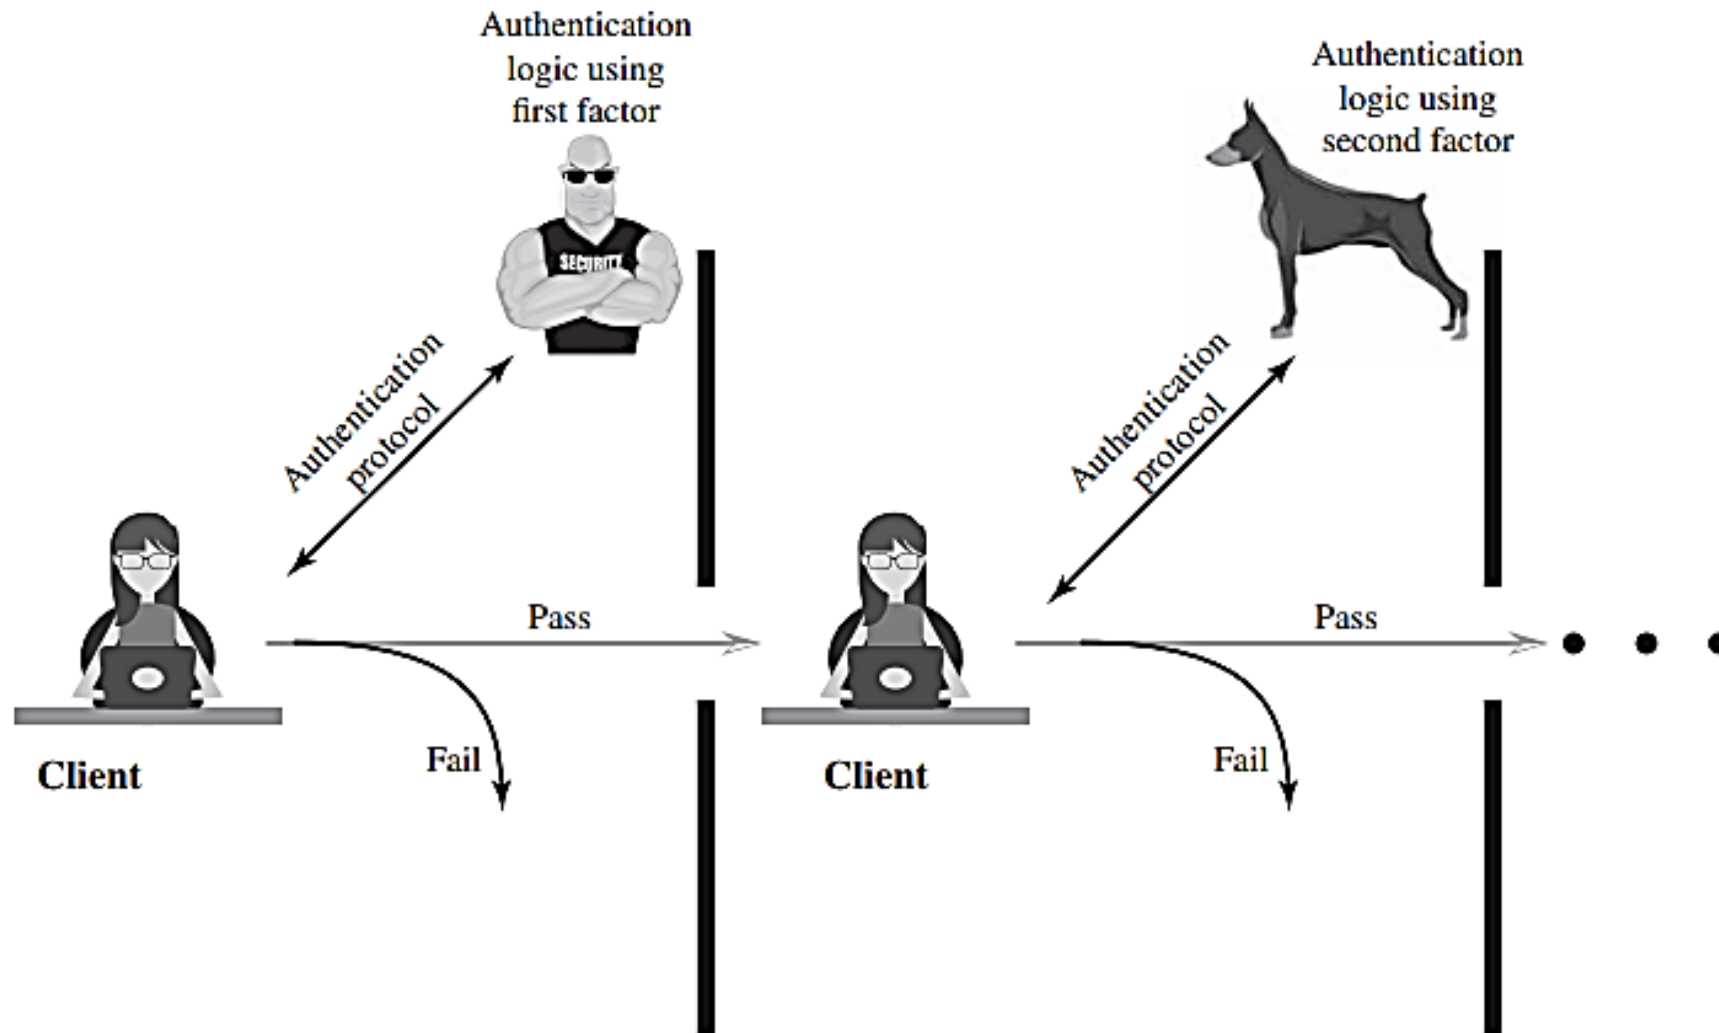 Authentication
logic using
first factor
Authentication
logic using
second factor
SECURITY
Authentication
protocol
Authentication
protocol
Pass
Pass
Fail
Fail
Client
Client